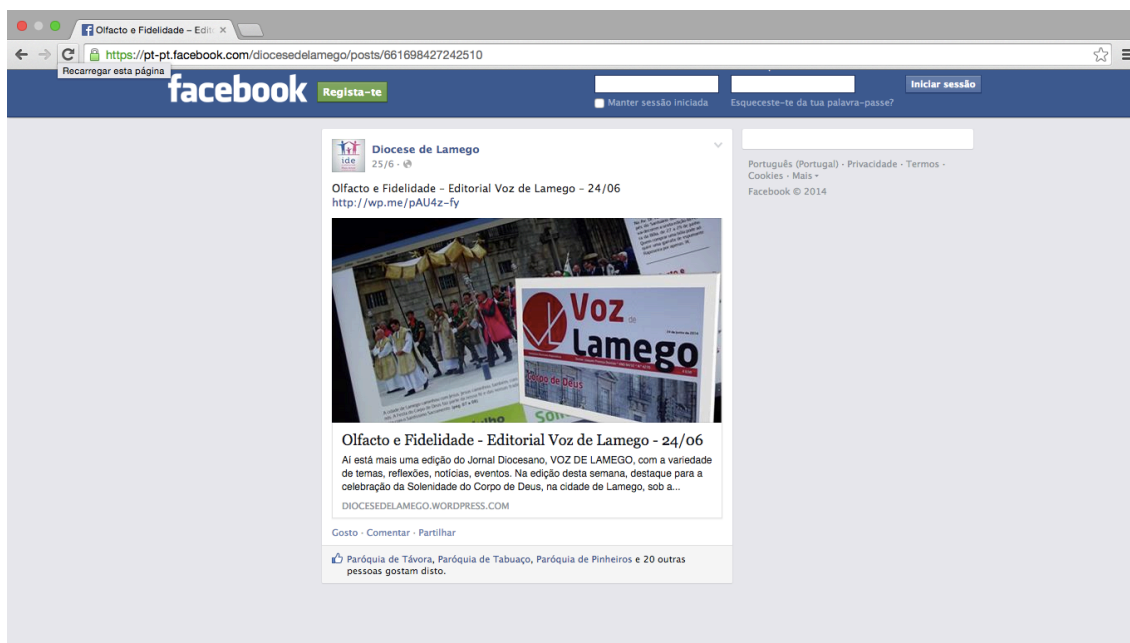 Olfacto e Fidelidade – Edit
https://pt-pt.facebook.com/diocesedelamego/posts/661698427242510
Recarregar esta página
facebook
Regista-te
Iniciar sessão
Manter sessão iniciada
Esqueceste-te da tua palavra-passe?
ide
Diocese de Lamego
25/6 ·
Olfacto e Fidelidade - Editorial Voz de Lamego - 24/06
http://wp.me/pAU4z-fy
Voz de
Lamego
Corpo de Deus
Olfacto e Fidelidade - Editorial Voz de Lamego - 24/06
Aí está mais uma edição do Jornal Diocesano, VOZ DE LAMEGO, com a variedade
de temas, reflexões, notícias, eventos. Na edição desta semana, destaque para a
celebração da Solenidade do Corpo de Deus, na cidade de Lamego, sob a...
DIOCESEDELAMEGO.WORDPRESS.COM
Gosto · Comentar · Partilhar
Paróquia de Távora, Paróquia de Tabuaço, Paróquia de Pinheiros e 20 outras
pessoas gostam disto.
Português (Portugal) · Privacidade · Termos ·
Cookies · Mais
Facebook © 2014